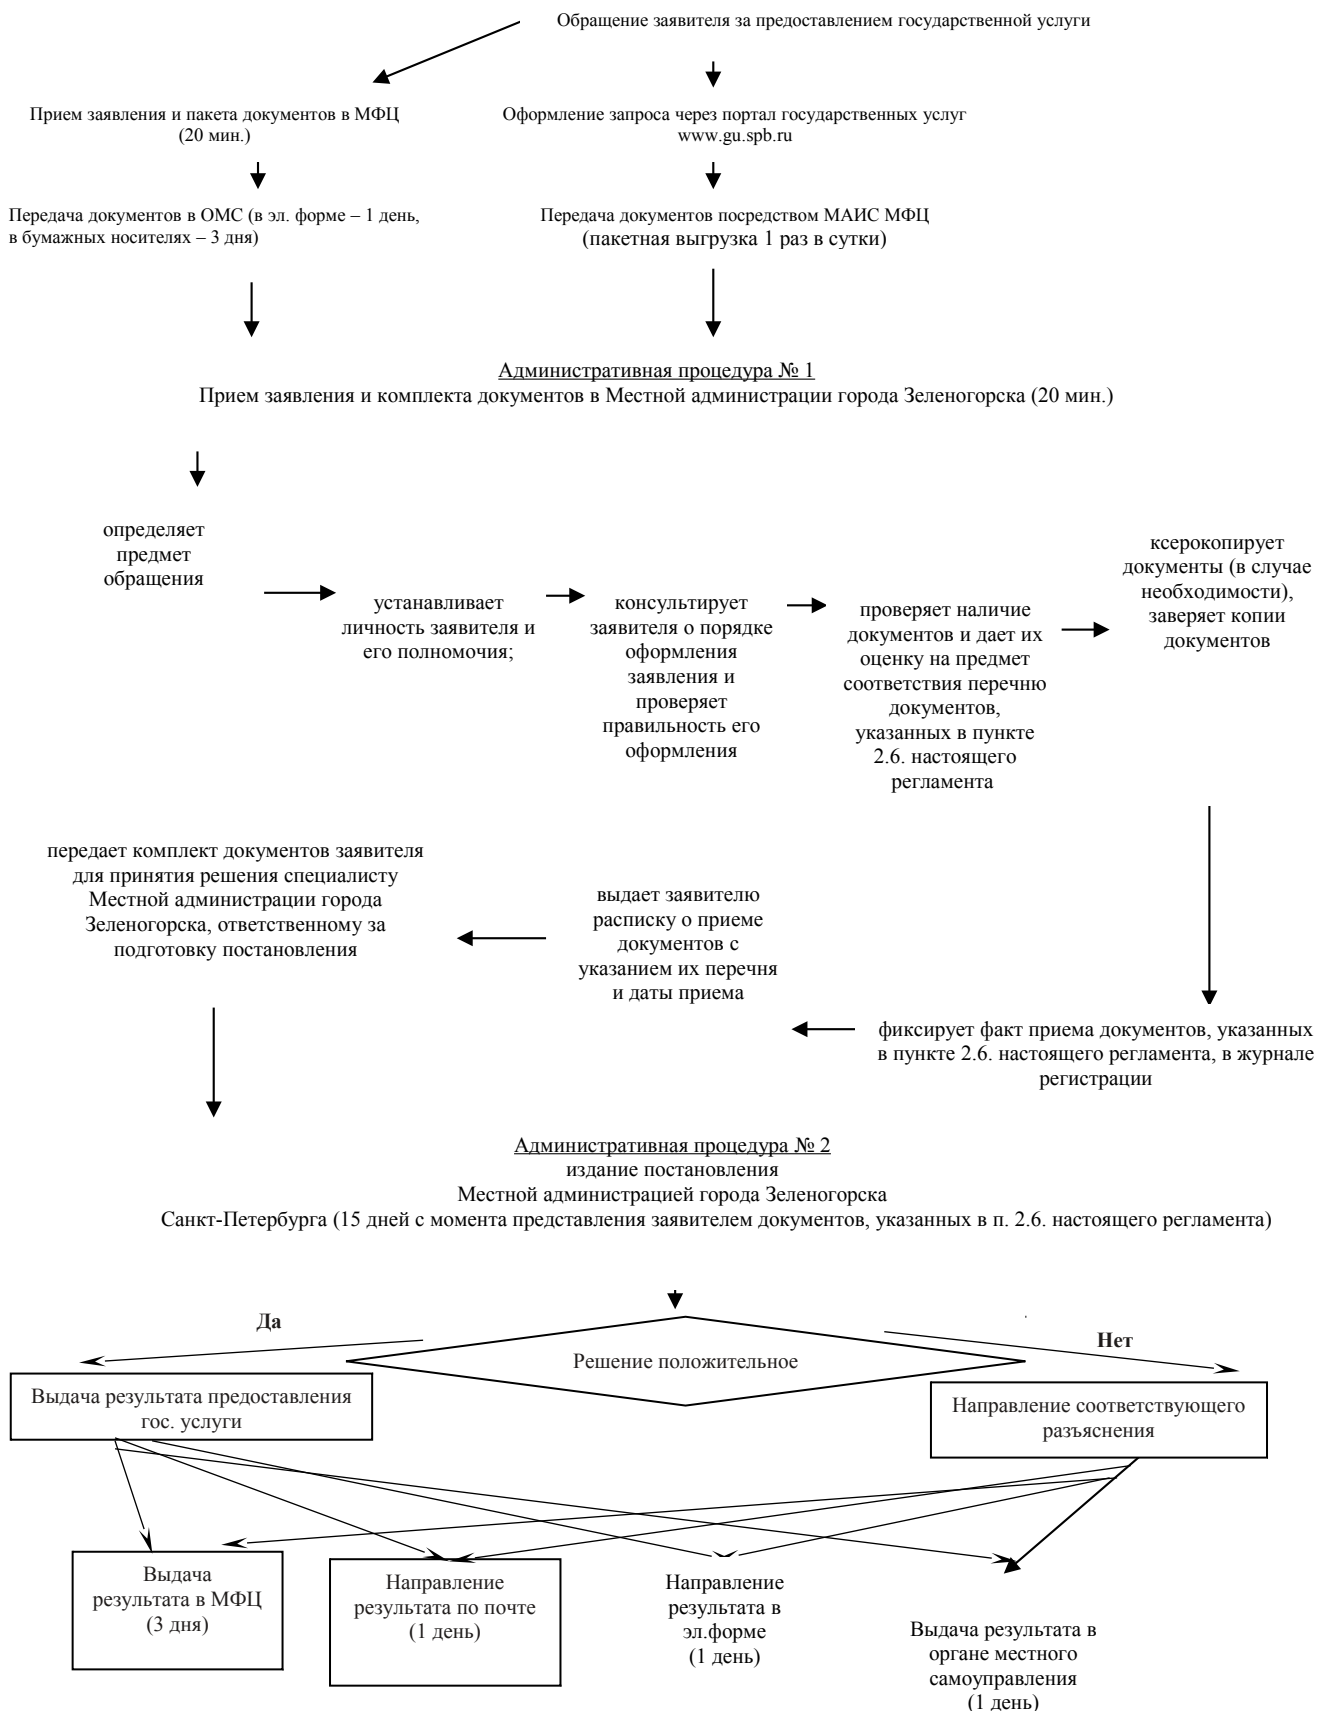 Обращение заявителя за предоставлением государственной услуги
Прием заявления и пакета документов в МФЦ
(20 мин.)
Оформление запроса через портал государственных услуг
www.gu.spb.ru
Передача документов в ОМС (в эл. форме – 1 день,
в бумажных носителях – 3 дня)
Передача документов посредством МАИС МФЦ
(пакетная выгрузка 1 раз в сутки)
Административная процедура № 1
Прием заявления и комплекта документов в Местной администрации города Зеленогорска (20 мин.)
определяет
предмет
обращения
устанавливает
личность заявителя и
его полномочия;
консультирует
заявителя о порядке
оформления
заявления и
проверяет
правильность его
оформления
проверяет наличие
документов и дает их
оценку на предмет
соответствия перечню
документов,
указанных в пункте
2.6. настоящего
регламента
ксерокопирует
документы (в случае
необходимости),
заверяет копии
документов
фиксирует факт приема документов, указанных
в пункте 2.6. настоящего регламента, в журнале
регистрации
выдает заявителю
расписку о приеме
документов с
указанием их перечня
и даты приема
передает комплект документов заявителя
для принятия решения специалисту
Местной администрации города
Зеленогорска, ответственному за
подготовку постановления
Административная процедура № 2
издание постановления
Местной администрацией города Зеленогорска
Санкт-Петербурга (15 дней с момента представления заявителем документов, указанных в п. 2.6. настоящего регламента)
Да
Решение положительное
Нет
Выдача результата предоставления
гос. услуги
Направление соответствующего
разъяснения
Выдача
результата в МФЦ
(3 дня)
Направление
результата по почте
(1 день)
Направление
результата в
эл.форме
(1 день)
Выдача результата в
органе местного
самоуправления
(1 день)